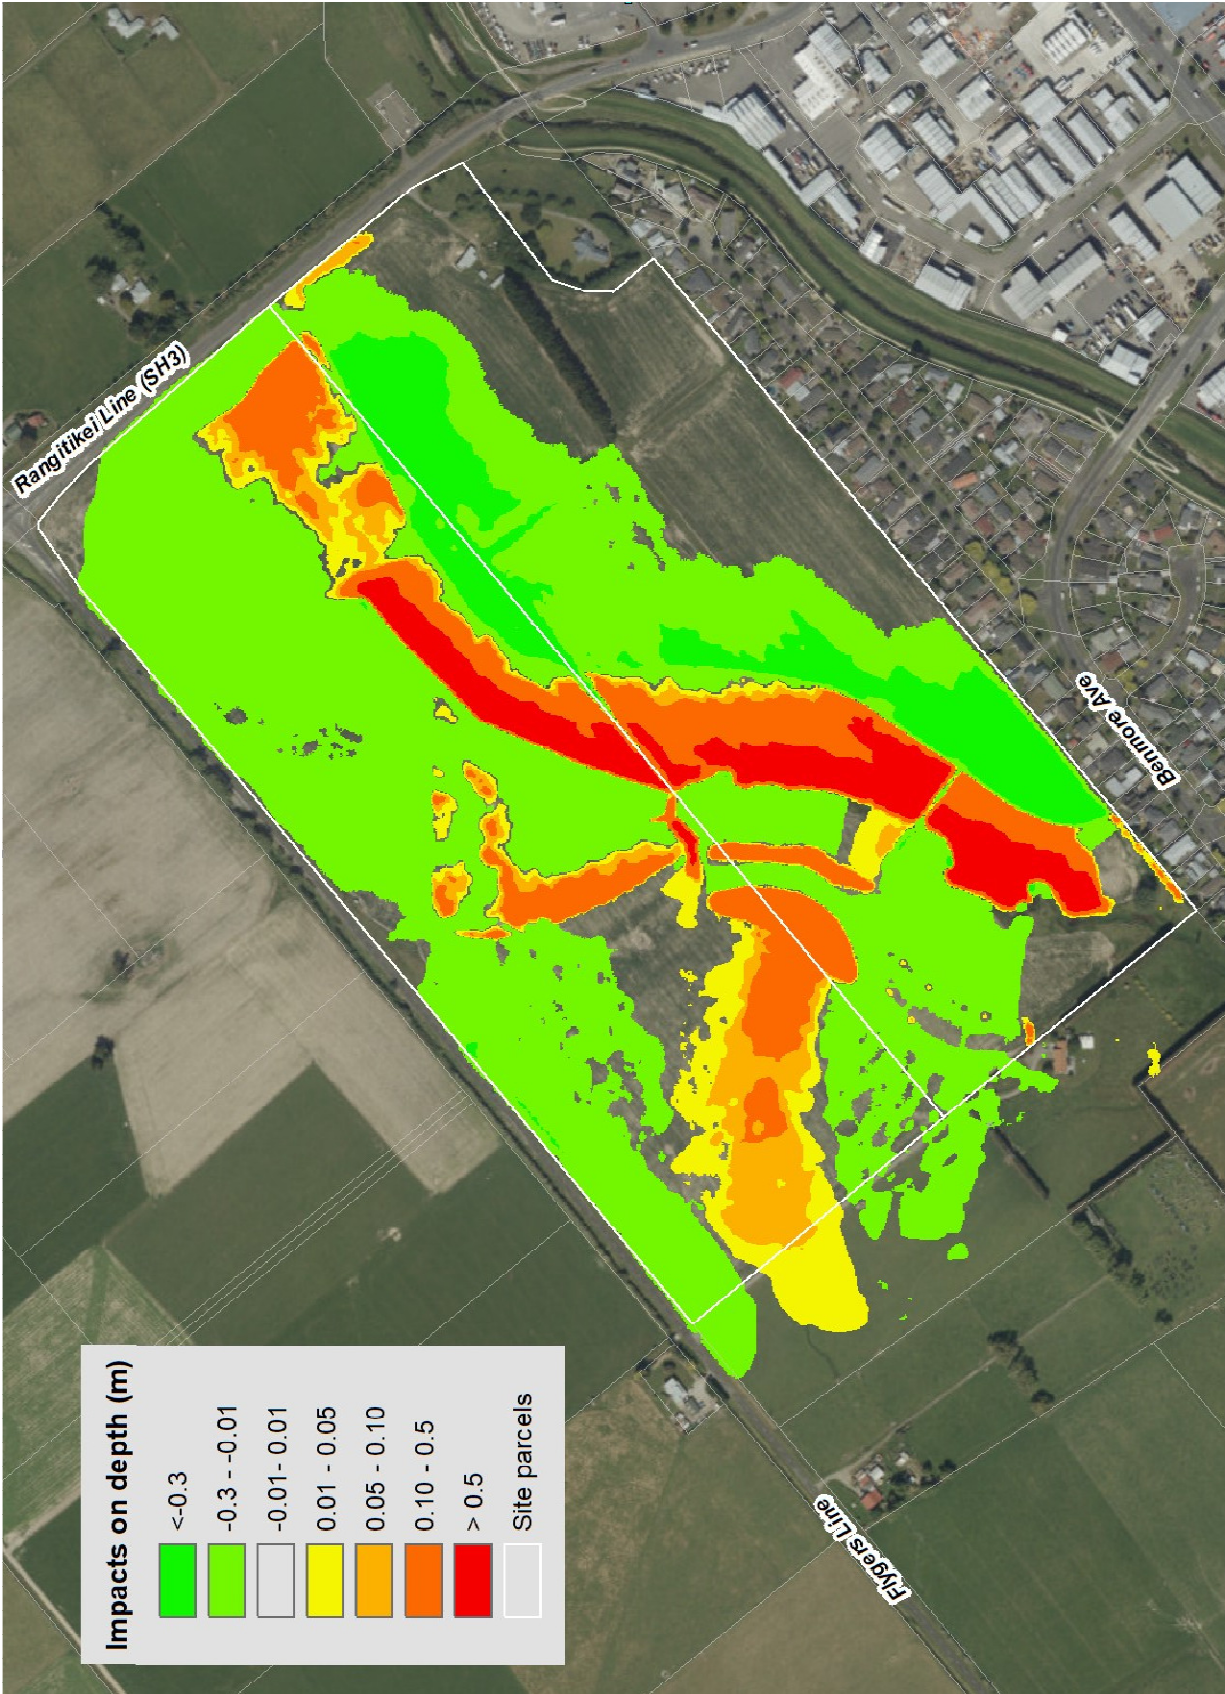 Impacts on depth (m)
<-0.3
-0.3 - -0.01
-0.01- 0.01
0.01 - 0.05
0.05 - 0.10
0.10 - 0.5
> 0.5
Site parcels
Rangitikei Line (SH3)
Benmore Ave
Flygers Line